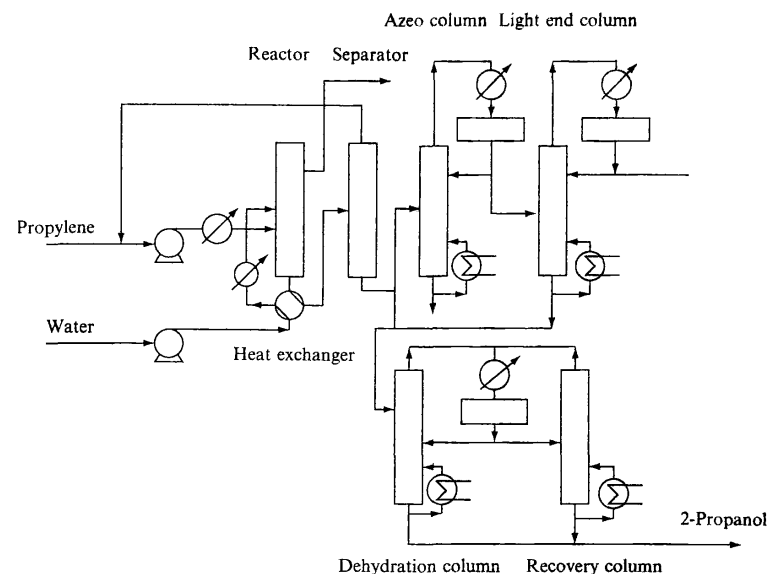 Azeo column Light end column
Reactor Separator
Propylene
Water
Heat exchanger
2-Propanol
Dehydration column Recovery column